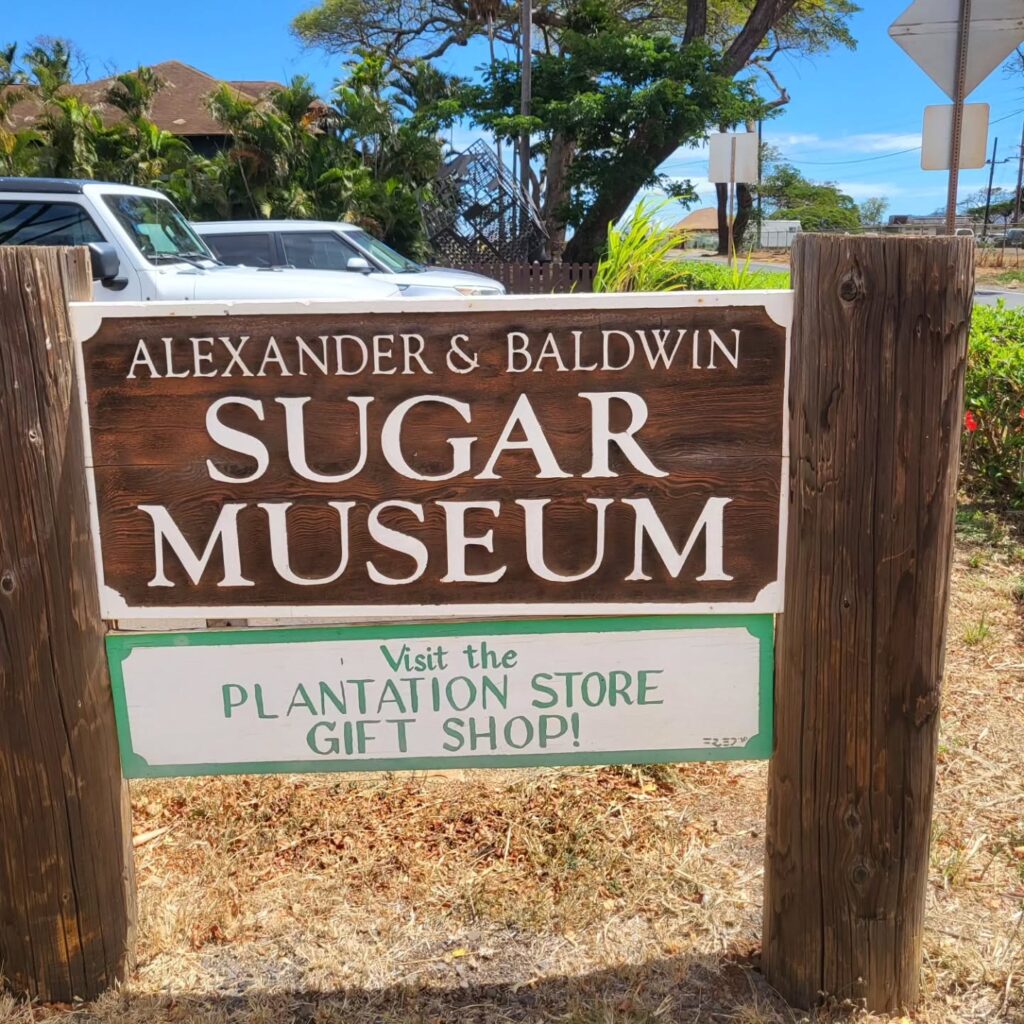 ALEXANDER & BALDWIN
SUGAR
MUSEUM
Visit the
PLANTATION STORE
GIFT SHOP!